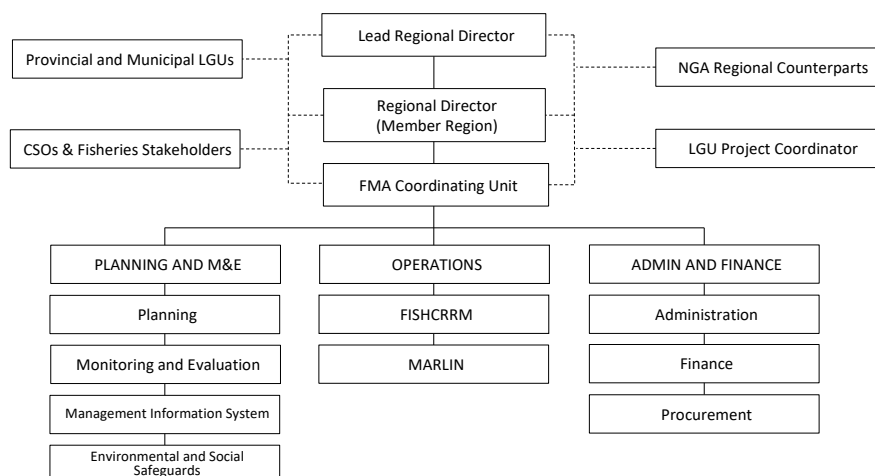 Lead Regional Director
Provincial and Municipal LGUs
NGA Regional Counterparts
Regional Director
(Member Region)
CSOs & Fisheries Stakeholders
LGU Project Coordinator
FMA Coordinating Unit
PLANNING AND M&E
OPERATIONS
ADMIN AND FINANCE
Planning
FISHCRRM
Administration
Monitoring and Evaluation
MARLIN
Finance
Management Information System
Procurement
Environmental and Social
Safeguards